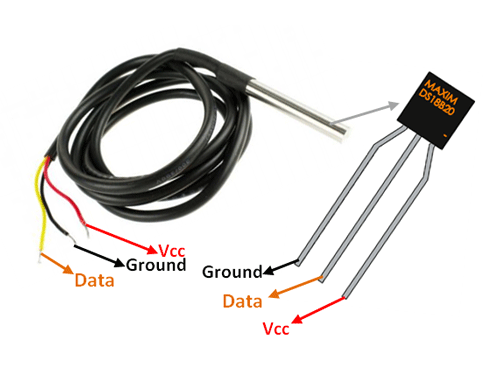 MAXIM
DS18B20
Vcc
Ground
Data
Ground
Data
Vcc